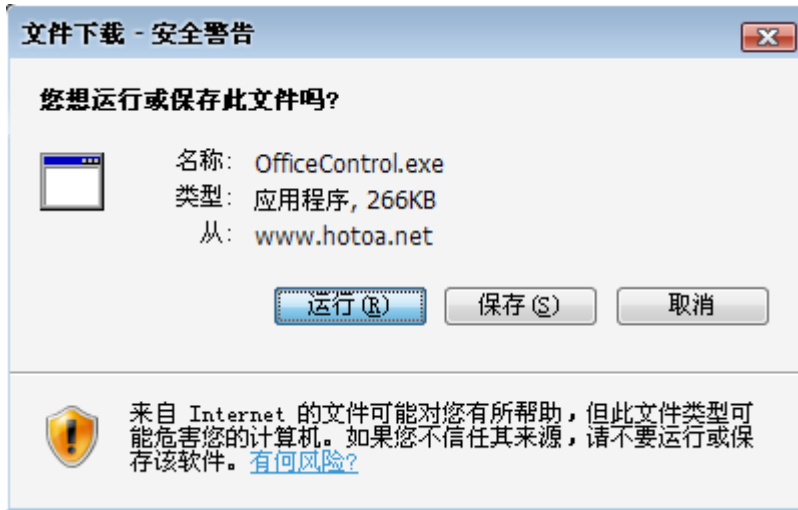 文件下载 - 安全警告
您想运行或保存此文件吗?
名称: OfficeControl.exe
类型: 应用程序, 266KB
从: www.hotoa.net
运行(R) 保存(S) 取消
来自 Internet 的文件可能对您有所帮助，但此文件类型可
能危害您的计算机。如果您不信任其来源，请不要运行或保
存该软件。有何风险?